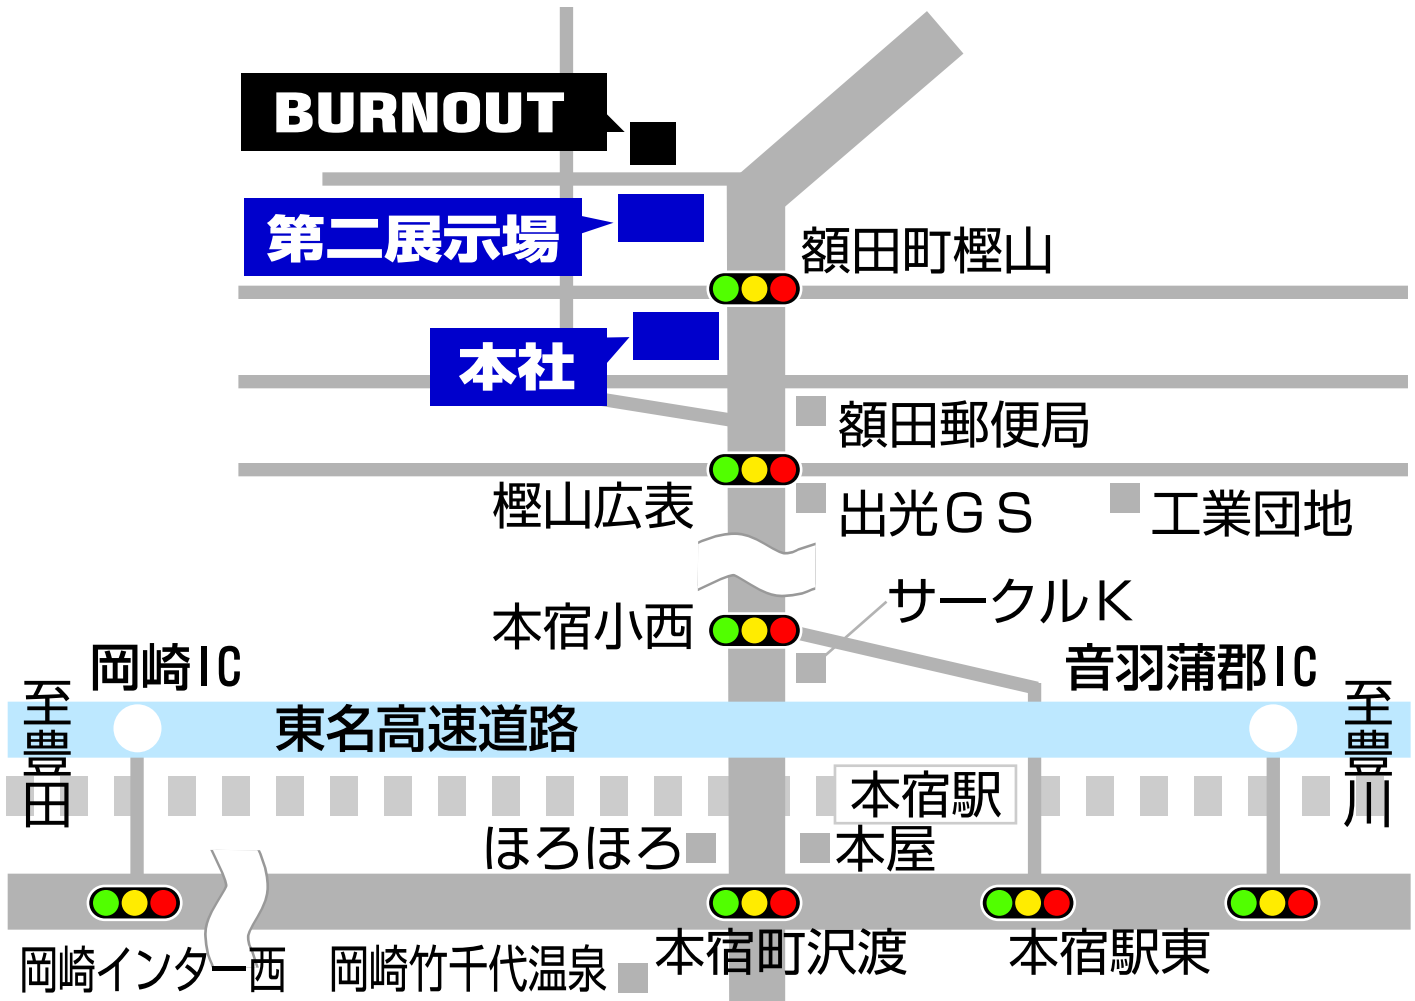 BURNOUT
第二展示場
額田町樫山
本社
額田郵便局
樫山広表
出光ＧＳ
工業団地
サークルＫ
本宿小西
岡崎IC
音羽蒲郡IC
至豊田
東名高速道路
至豊川
本宿駅
ほろほろ
本屋
岡崎インター西
岡崎竹千代温泉
本宿町沢渡
本宿駅東